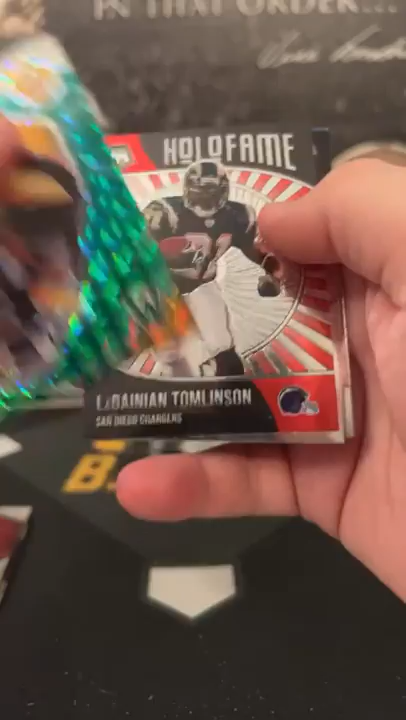 IN THAT ORDER...
HOLOFAME
LADAINIAN TOMLINSON
SAN DIEGO CHARGERS
B